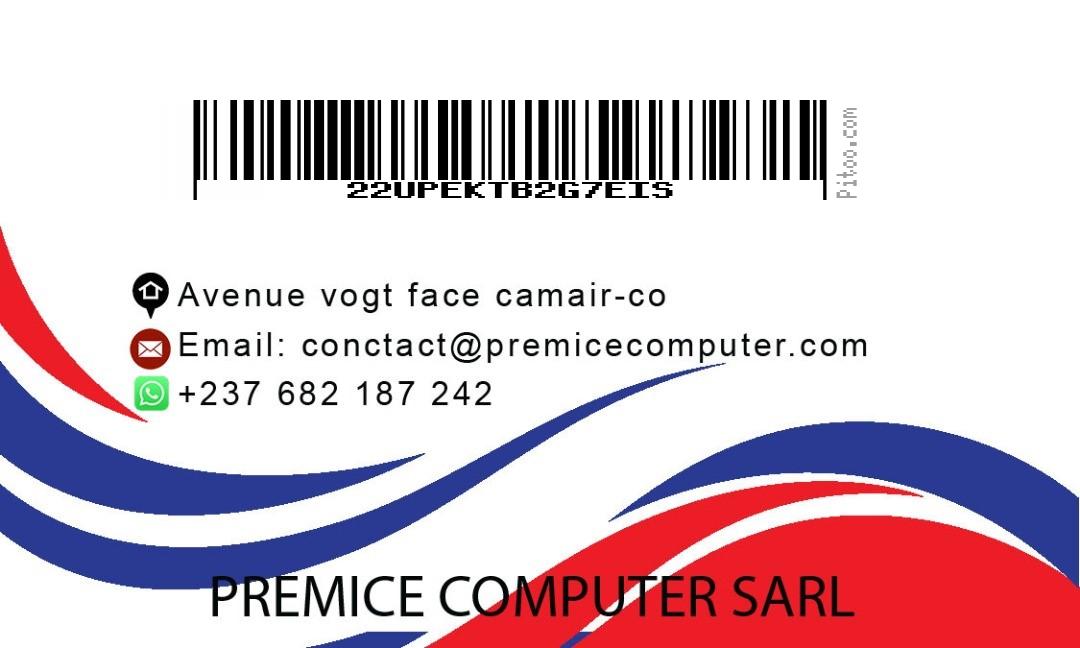 22UPEKTB2G7EIS
Pitoo.com
Avenue vogt face camair-co
Email: conctact@premicecomputer.com
+237 682 187 242
PREMICE COMPUTER SARL